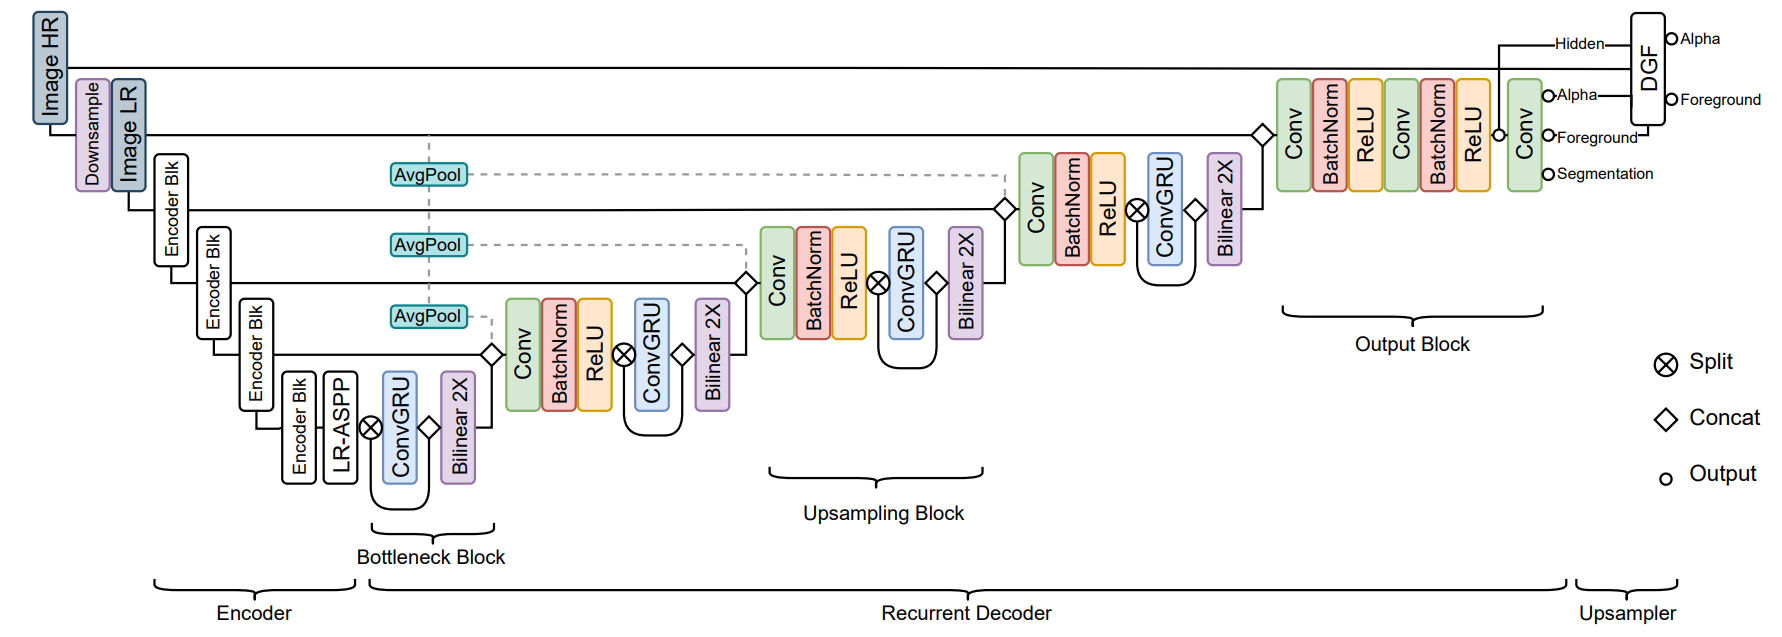 Image HR
Downsample
Image LR
Encoder Blk
Encoder Blk
Encoder Blk
Encoder Blk
LR-ASPP
AvgPool
AvgPool
AvgPool
ConvGRU
Bilinear 2X
Conv
BatchNorm
ReLU
ConvGRU
Bilinear 2X
Conv
BatchNorm
ReLU
ConvGRU
Bilinear 2X
Conv
BatchNorm
ReLU
ConvGRU
Bilinear 2X
Conv
BatchNorm
ReLU
Conv
BatchNorm
ReLU
Conv
Hidden
Alpha
Foreground
Segmentation
DGF
Alpha
Foreground
Output Block
Split
Concat
Output
Upsampling Block
Bottleneck Block
Encoder
Recurrent Decoder
Upsampler